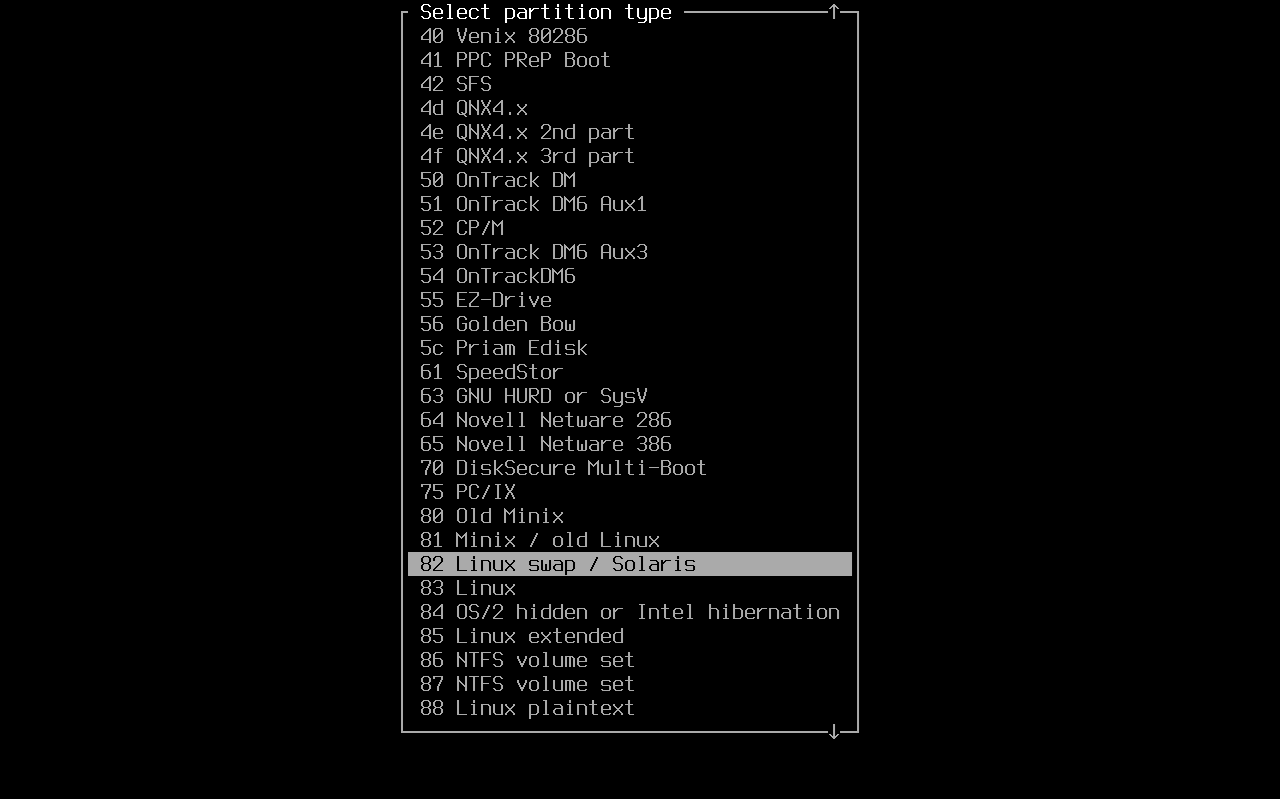 Select partition type ↑
40 Venix 80286
41 PPC PReP Boot
42 SFS
4d QNX4.x
4e QNX4.x 2nd part
4f QNX4.x 3rd part
50 OnTrack DM
51 OnTrack DM6 Aux1
52 CP/M
53 OnTrack DM6 Aux3
54 OnTrackDM6
55 EZ-Drive
56 Golden Bow
5c Priam Edisk
61 SpeedStor
63 GNU HURD or SysV
64 Novell Netware 286
65 Novell Netware 386
70 DiskSecure Multi-Boot
75 PC/IX
80 Old Minix
81 Minix / old Linux
82 Linux swap / Solaris
83 Linux
84 OS/2 hidden or Intel hibernation
85 Linux extended
86 NTFS volume set
87 NTFS volume set
88 Linux plaintext
↓